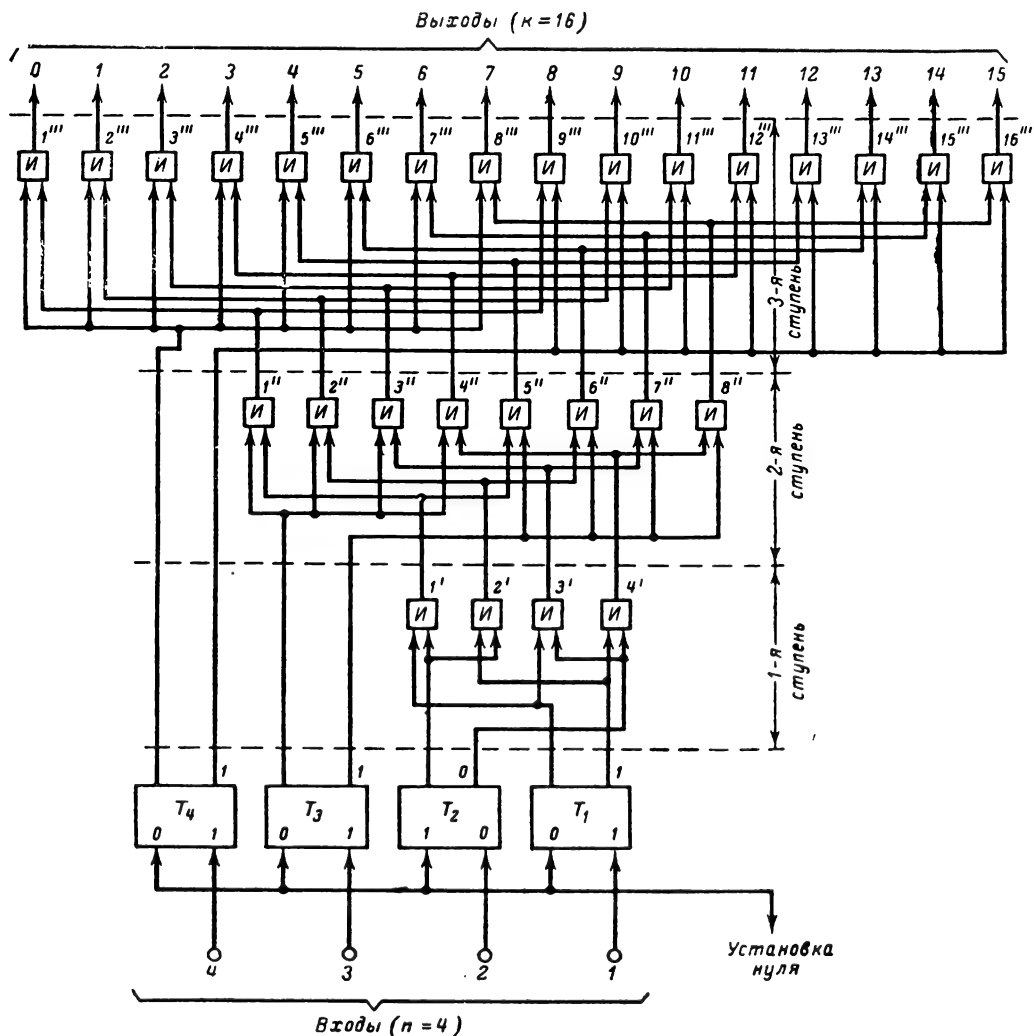 Выходы (к=16)
0 1 2 3 4 5 6 7 8 9 10 11 12 13 14 15
1''' 2''' 3''' 4''' 5''' 6''' 7''' 8''' 9''' 10''' 11''' 12''' 13''' 14''' 15''' 16'''
И И И И И И И И И И И И И И И И
3-я ступень
1'' 2'' 3'' 4'' 5'' 6'' 7'' 8''
И И И И И И И И
2-я ступень
1' 2' 3' 4'
И И И И
1-я ступень
1 1 0 1
T4 T3 T2 T1
0 1 0 1 1 0 0 1
4 3 2 1
Установка
нуля
Входы (n=4)